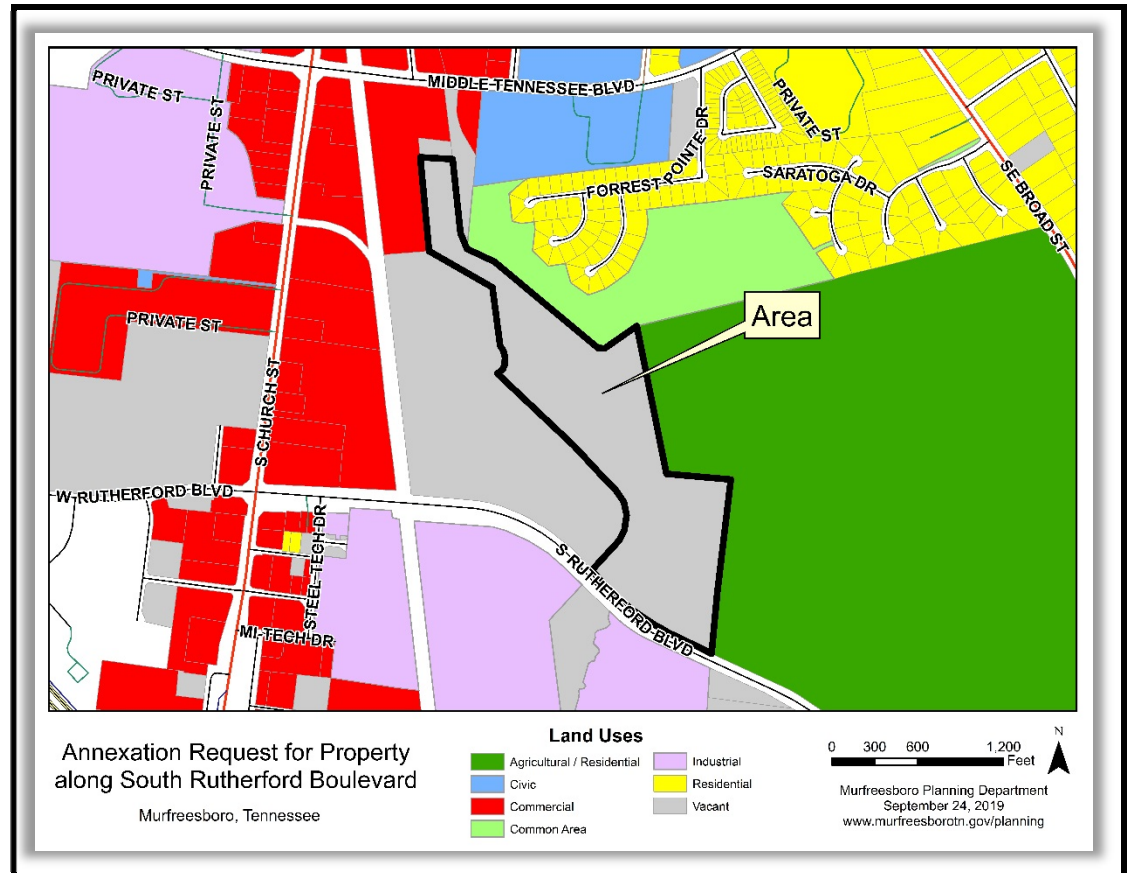 PRIVATE ST
PRIVATE ST
MIDDLE TENNESSEE BLVD
PRIVATE ST
FORREST POINTE DR
SARATOGA DR
SE BROAD ST
Area
PRIVATE ST
S CHURCH ST
W RUTHERFORD BLVD
STEEL TECH DR
S RUTHERFORD BLVD
MI TECH DR
Annexation Request for Property
along South Rutherford Boulevard
Murfreesboro, Tennessee
Land Uses
Agricultural / Residential
Civic
Commercial
Common Area
Industrial
Residential
Vacant
0 300 600 1,200
Feet
N
Murfreesboro Planning Department
September 24, 2019
www.murfreesborotn.gov/planning